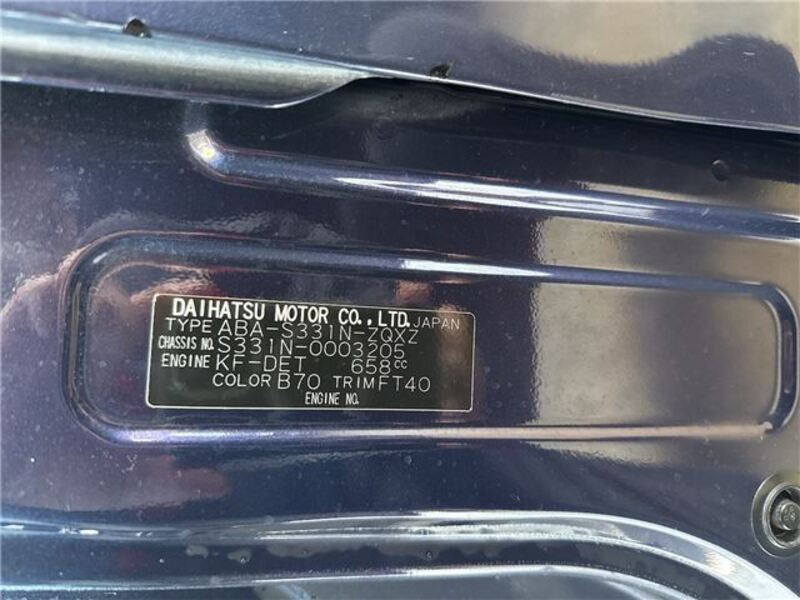 DAIHATSU MOTOR CO.,LTD. JAPAN
TYPE ABA-S331N-ZQXZ
CHASSIS NO. S331N-0003205
ENGINE KF-DET 658cc
COLOR B70 TRIM FT40
ENGINE NO.